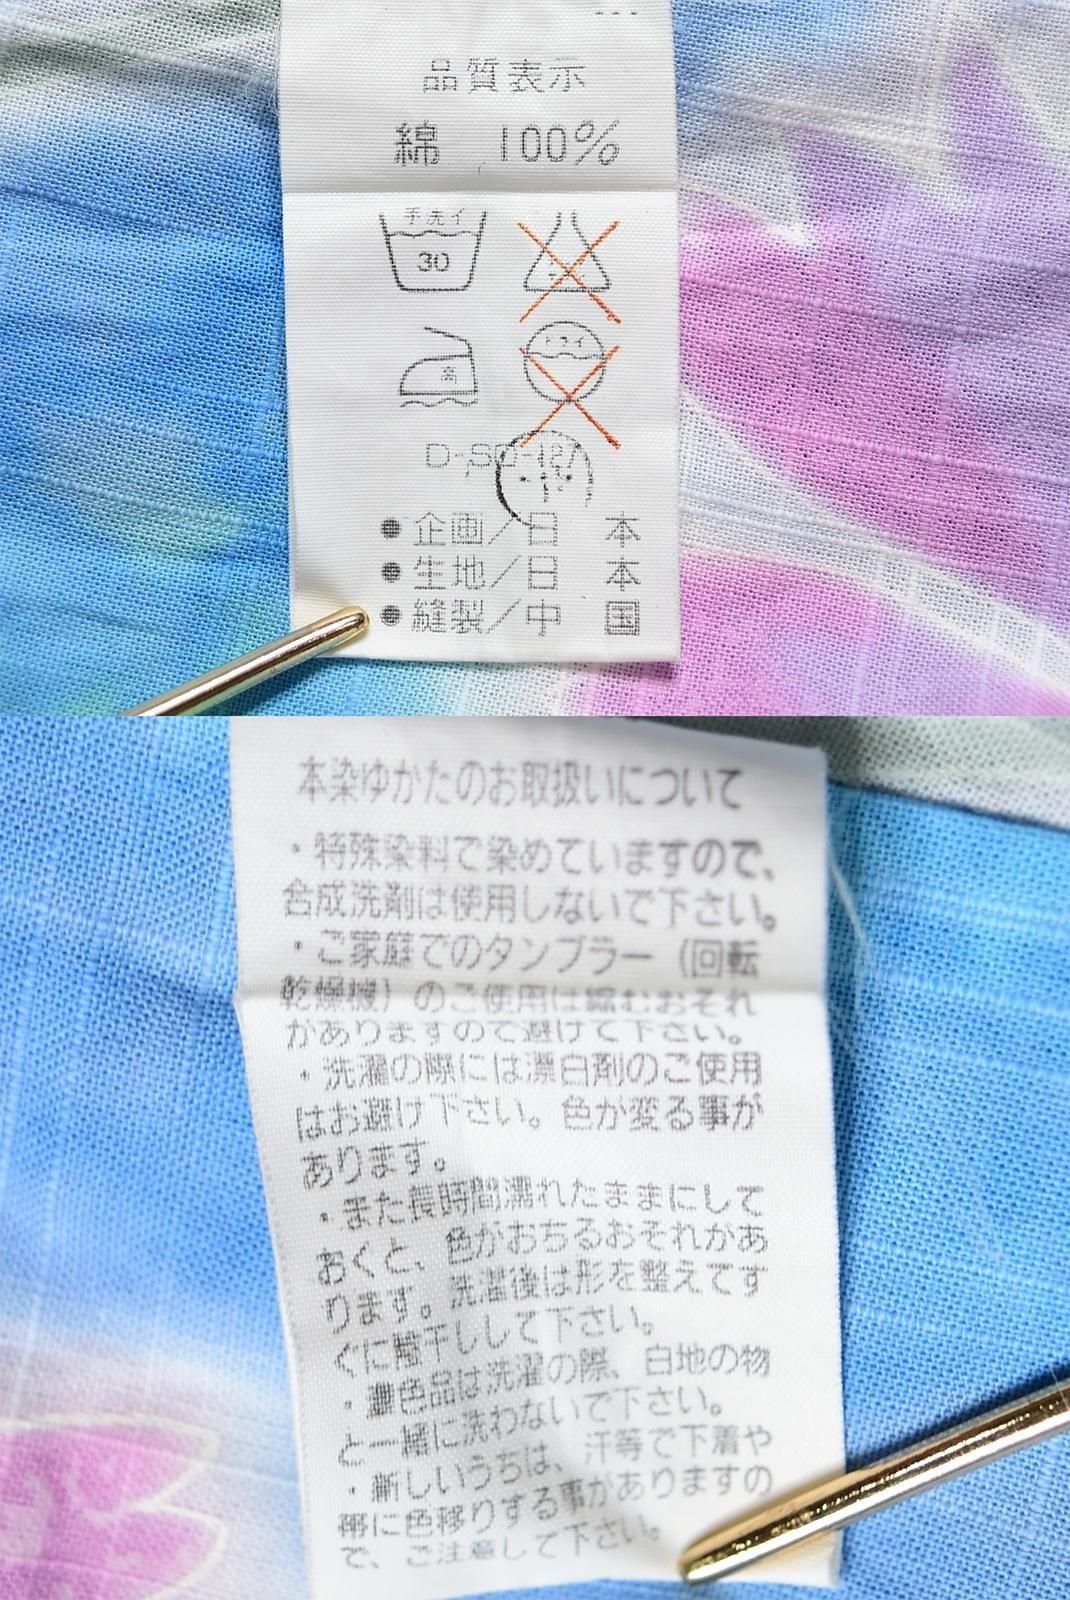 品質表示
綿 100%
手洗イ
30
高
ドライ
●企画/日 本
●生地/日 本
●縫製/中 国
本染ゆかたのお取扱いについて
・特殊染料で染めていますので、
合成洗剤は使用しないで下さい。
・ご家庭でのタンブラー(回転
乾燥機)のご使用は縮むおそれ
がありますので避けて下さい。
・洗濯の際には漂白剤のご使用
はお避け下さい。色が変る事が
あります。
・また長時間濡れたままにして
おくと、色がおちるおそれがあ
ります。洗濯後は形を整えてす
ぐに陰干しして下さい。
・濃色品は洗濯の際、白地の物
と一緒に洗わないで下さい。
・新しいうちは、汗等で下着や
帯に色移りする事がありますの
で、ご注意して下さい。